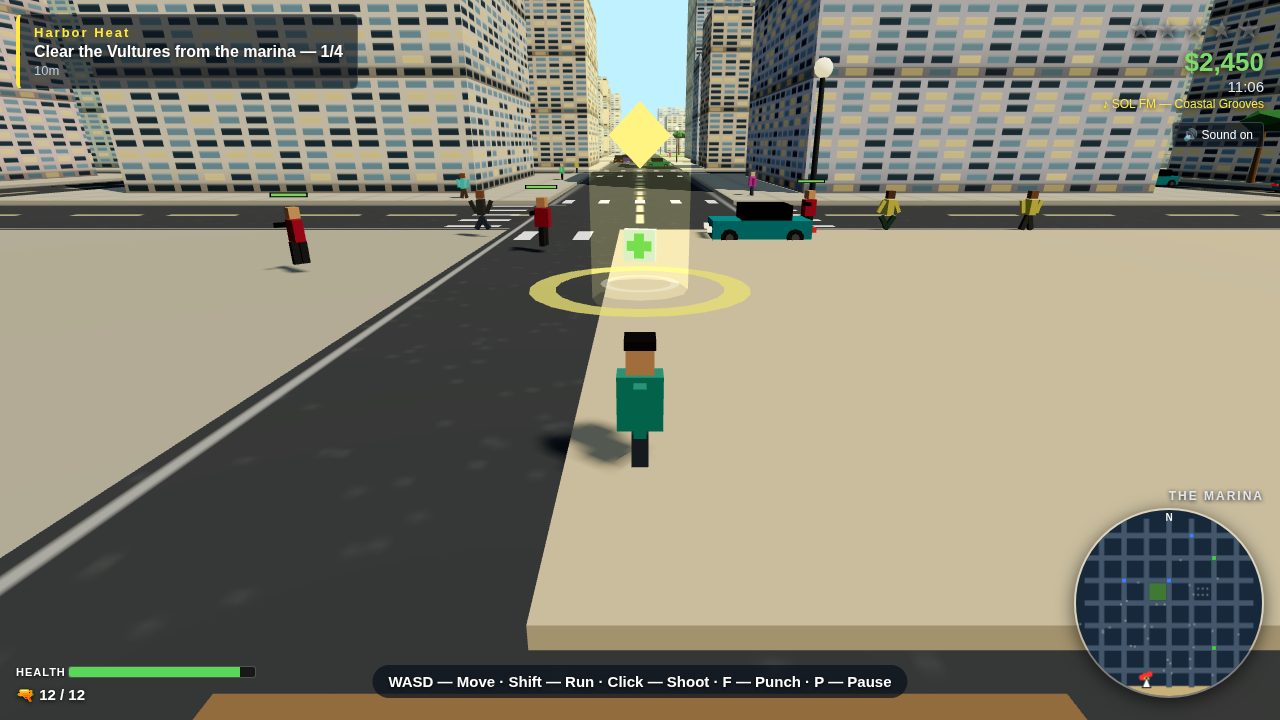 Harbor Heat
Clear the Vultures from the marina — 1/4
10m
$2,450
11:06
♪ SOL FM — Coastal Grooves
🔊 Sound on
THE MARINA
N
HEALTH
12 / 12
WASD — Move · Shift — Run · Click — Shoot · F — Punch · P — Pause